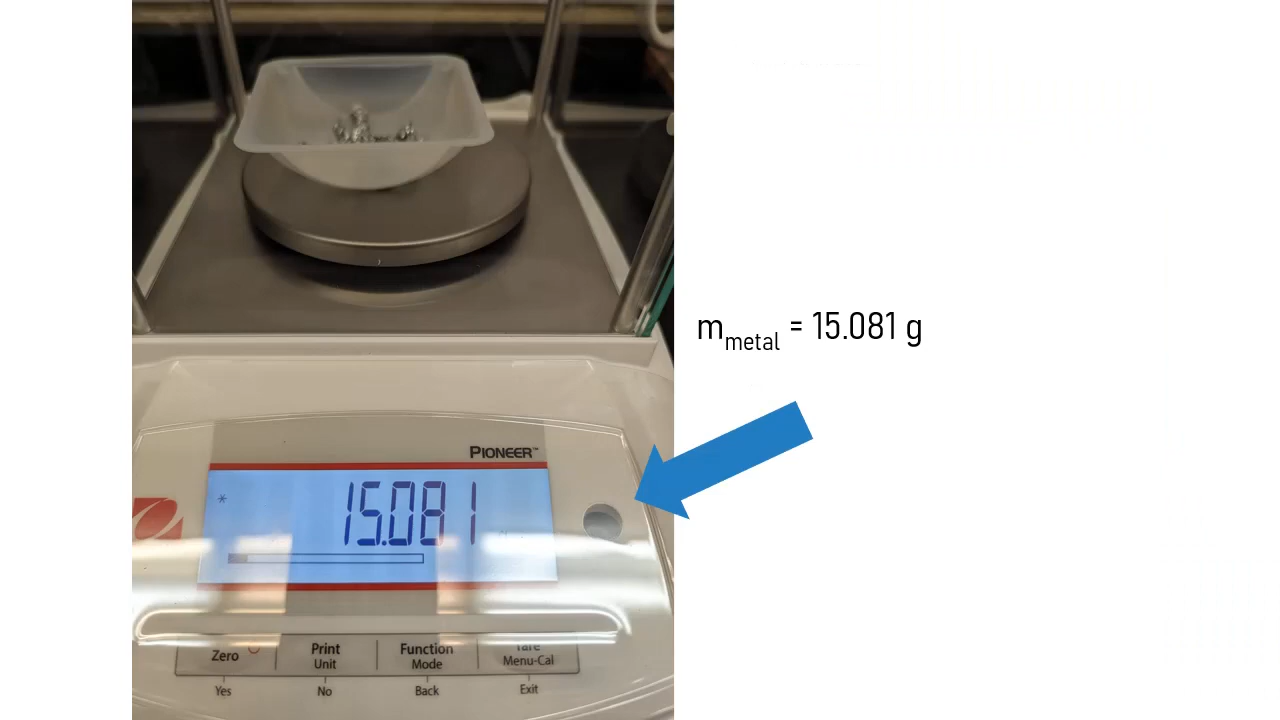 m_metal = 15.081 g
PIONEER™
*
15.081
Zero
Print
Unit
Function
Mode
Tare
Menu-Cal
Yes
No
Back
Exit